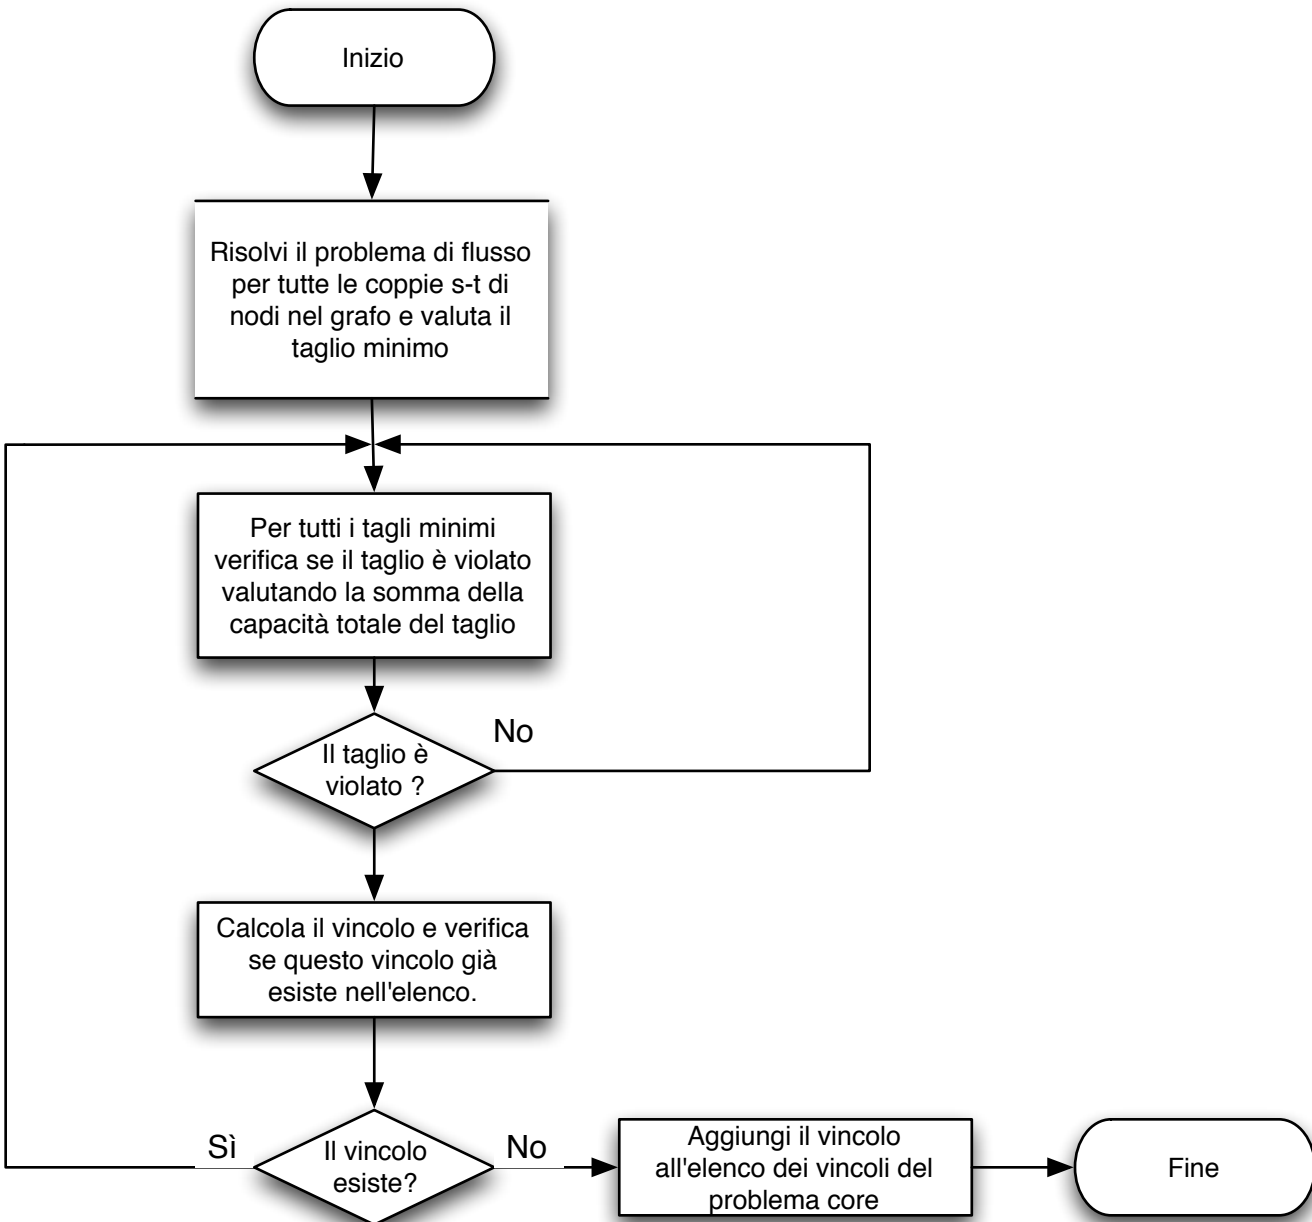 Inizio
Risolvi il problema di flusso
per tutte le coppie s-t di
nodi nel grafo e valuta il
taglio minimo
Per tutti i tagli minimi
verifica se il taglio è violato
valutando la somma della
capacità totale del taglio
Il taglio è
violato ?
No
Calcola il vincolo e verifica
se questo vincolo già
esiste nell'elenco.
Il vincolo
esiste?
Sì
No
Aggiungi il vincolo
all'elenco dei vincoli del
problema core
Fine